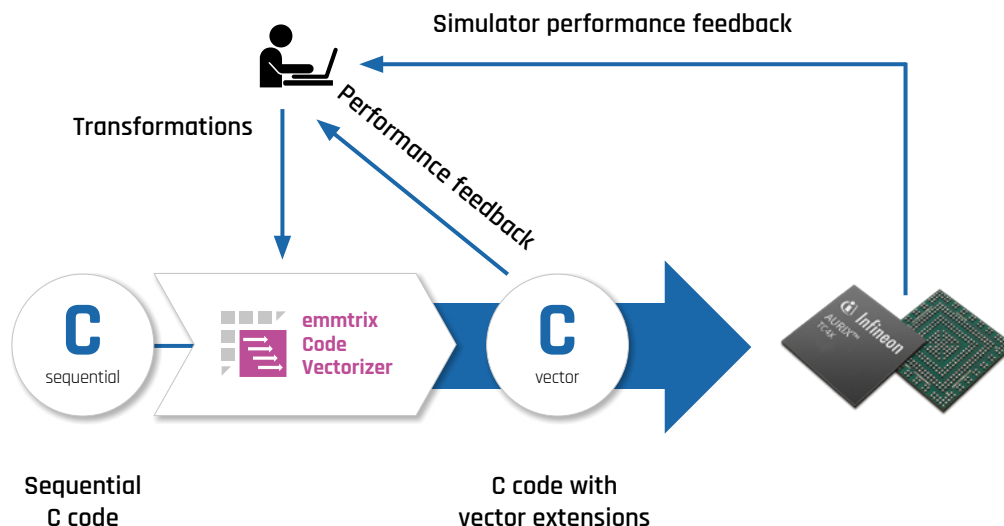 Simulator performance feedback
Transformations
Performance feedback
C
sequential
emmtrix
Code
Vectorizer
C
vector
Infineon
AURIX™
TC4X
Sequential
C code
C code with
vector extensions